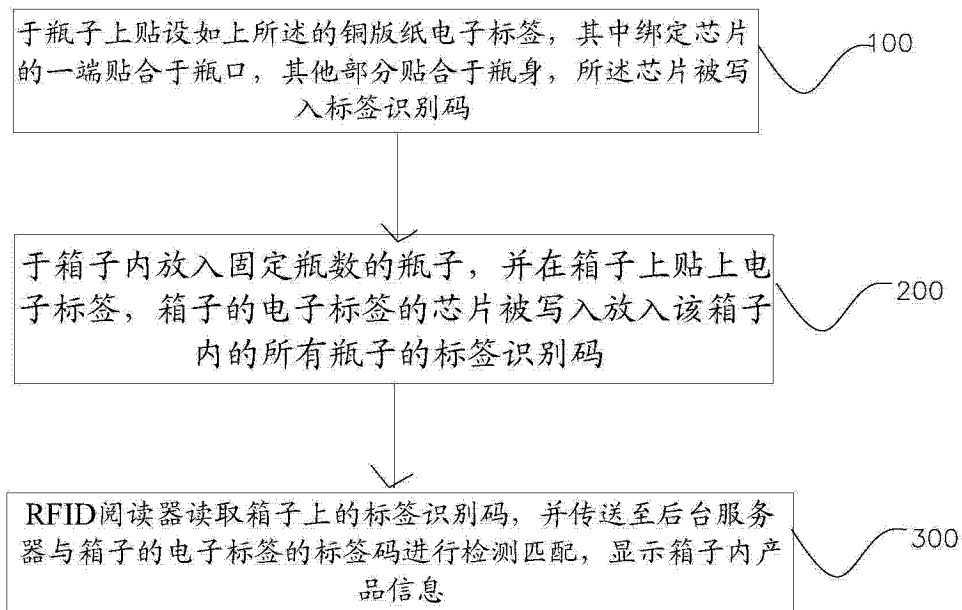 于瓶子上贴设如上所述的铜版纸电子标签，其中绑定芯片
的一端贴合于瓶口，其他部分贴合于瓶身，所述芯片被写
入标签识别码
100
于箱子内放入固定瓶数的瓶子，并在箱子上贴上电
子标签，箱子的电子标签的芯片被写入放入该箱子
内的所有瓶子的标签识别码
200
RFID阅读器读取箱子上的标签识别码，并传送至后台服务
器与箱子的电子标签的标签码进行检测匹配，显示箱子内产
品信息
300